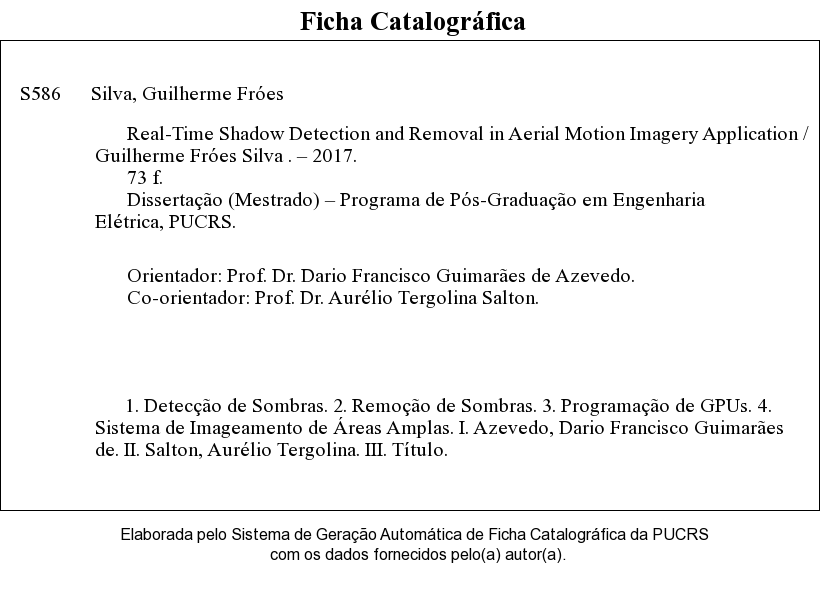 Ficha Catalográfica
S586 Silva, Guilherme Fróes
Real-Time Shadow Detection and Removal in Aerial Motion Imagery Application /
Guilherme Fróes Silva . – 2017.
73 f.
Dissertação (Mestrado) – Programa de Pós-Graduação em Engenharia
Elétrica, PUCRS.
Orientador: Prof. Dr. Dario Francisco Guimarães de Azevedo.
Co-orientador: Prof. Dr. Aurélio Tergolina Salton.
1. Detecção de Sombras. 2. Remoção de Sombras. 3. Programação de GPUs. 4.
Sistema de Imageamento de Áreas Amplas. I. Azevedo, Dario Francisco Guimarães
de. II. Salton, Aurélio Tergolina. III. Título.
Elaborada pelo Sistema de Geração Automática de Ficha Catalográfica da PUCRS
com os dados fornecidos pelo(a) autor(a).